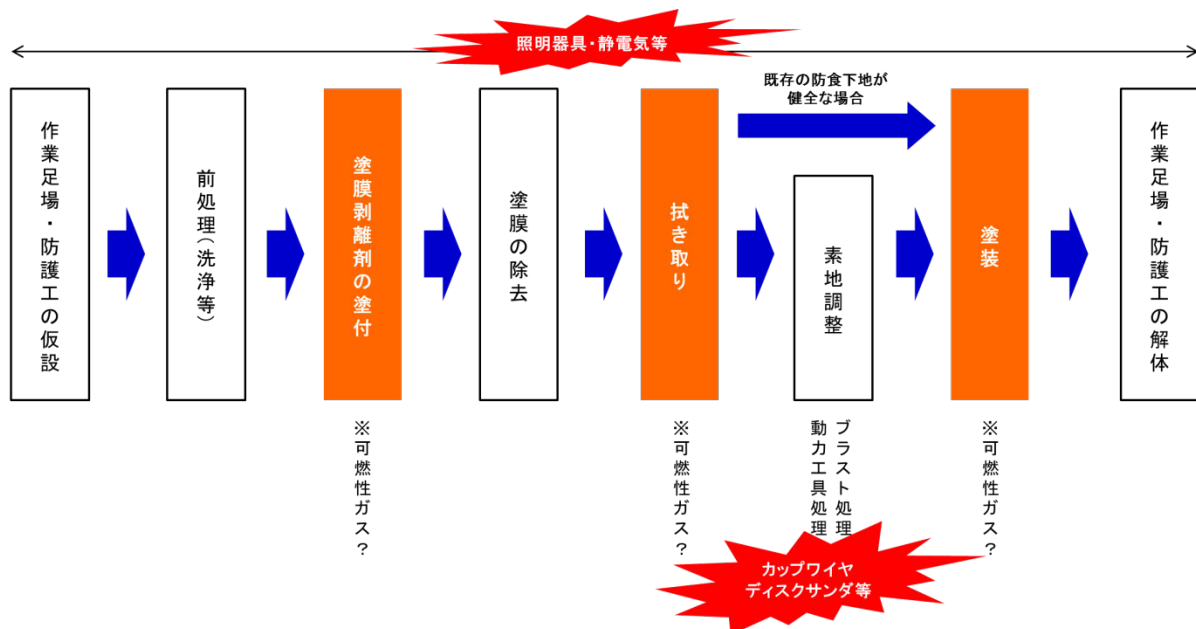 照明器具・静電気等
既存の防食下地が
健全な場合
作業足場・防護工の仮設
前処理(洗浄等)
塗膜剥離剤の塗付
塗膜の除去
拭き取り
素地調整
塗装
作業足場・防護工の解体
※可燃性ガス?
※可燃性ガス?
ブラスト処理
動力工具処理
※可燃性ガス?
カップワイヤ
ディスクサンダ等